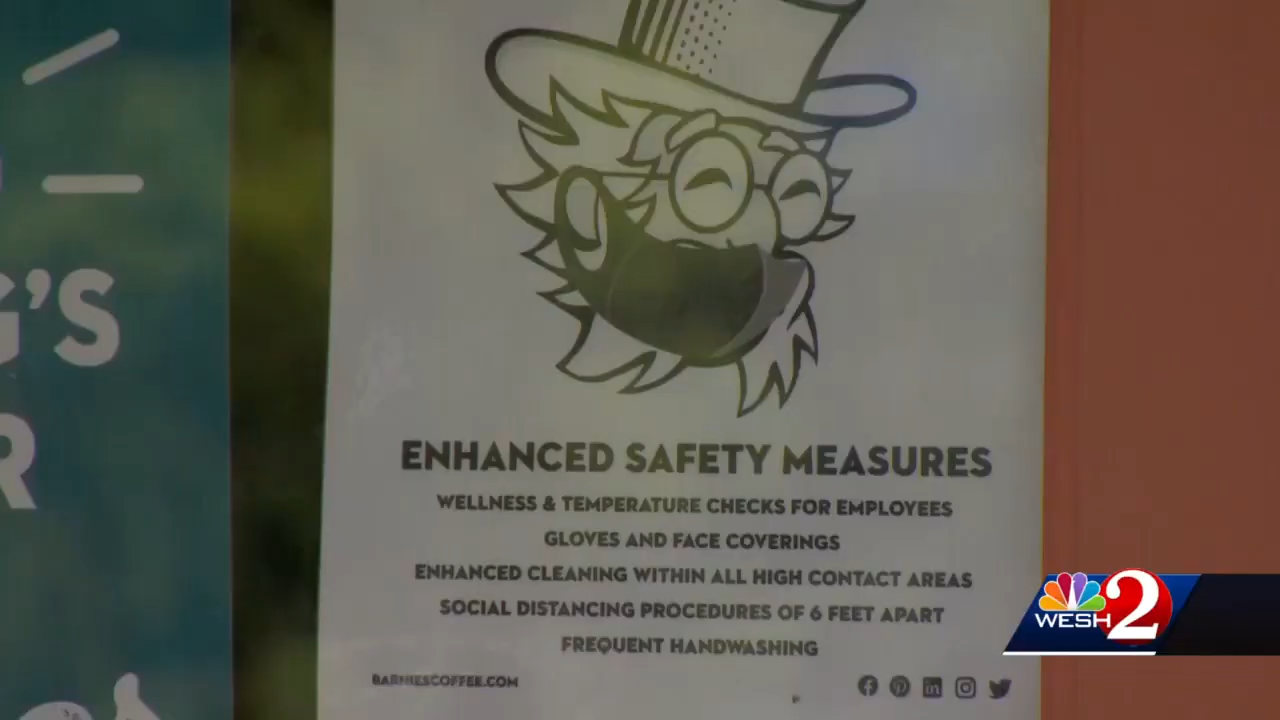 G'S
R
ENHANCED SAFETY MEASURES
WELLNESS & TEMPERATURE CHECKS FOR EMPLOYEES
GLOVES AND FACE COVERINGS
ENHANCED CLEANING WITHIN ALL HIGH CONTACT AREAS
SOCIAL DISTANCING PROCEDURES OF 6 FEET APART
FREQUENT HANDWASHING
BARNIESCOFFEE.COM
WESH 2